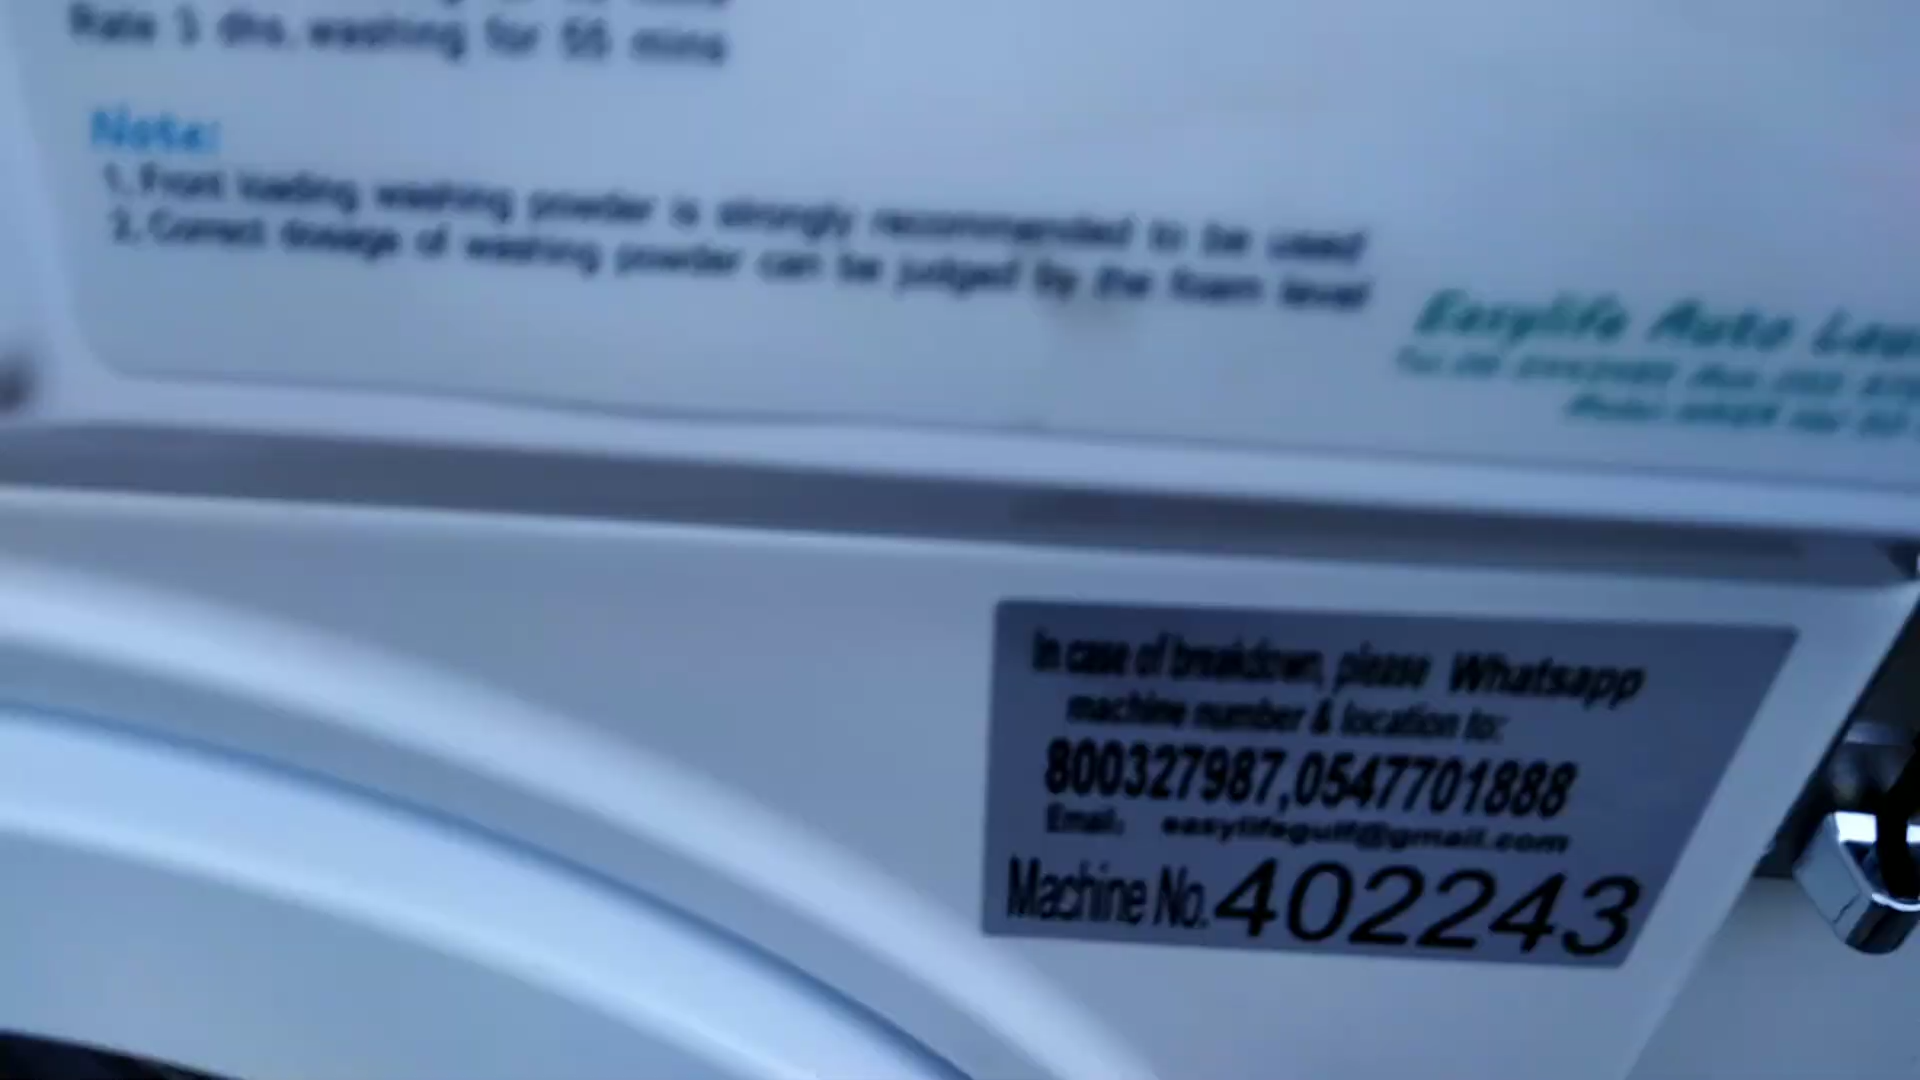 Rate 5 dhs. washing for 55 mins
Note:
1. Front loading washing powder is strongly recommended to be used
2. Correct dosage of washing powder can be judged by the foam level
Easylife Auto
In case of breakdown, please Whatsapp
machine number & location to:
800327987,0547701888
Email: easylifegulf@gmail.com
Machine No. 402243